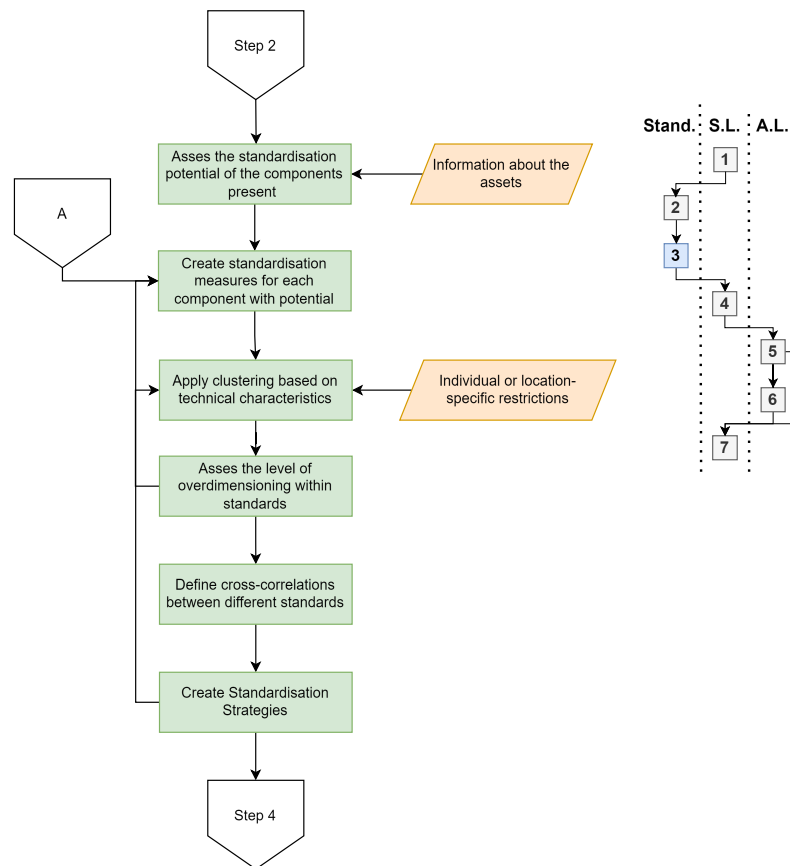 Step 2
Asses the standardisation
potential of the components
present
Information about the
assets
A
Create standardisation
measures for each
component with potential
Apply clustering based on
technical characteristics
Individual or location-
specific restrictions
Asses the level of
overdimensioning within
standards
Define cross-correlations
between different standards
Create Standardisation
Strategies
Step 4
Stand. S.L. A.L.
1
2
3
4
5
6
7